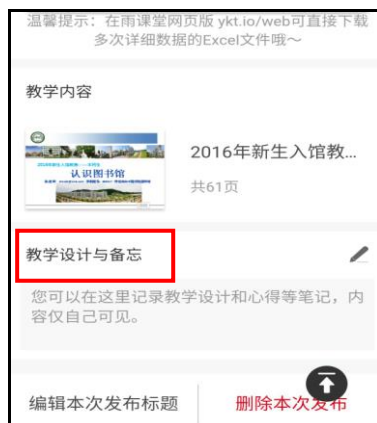 温馨提示：在雨课堂网页版 ykt.io/web可直接下载
多次详细数据的Excel文件哦～
教学内容
认识图书馆
2016年新生入馆教...
共61页
教学设计与备忘
您可以在这里记录教学设计和心得等笔记，内
容仅自己可见。
编辑本次发布标题
删除本次发布